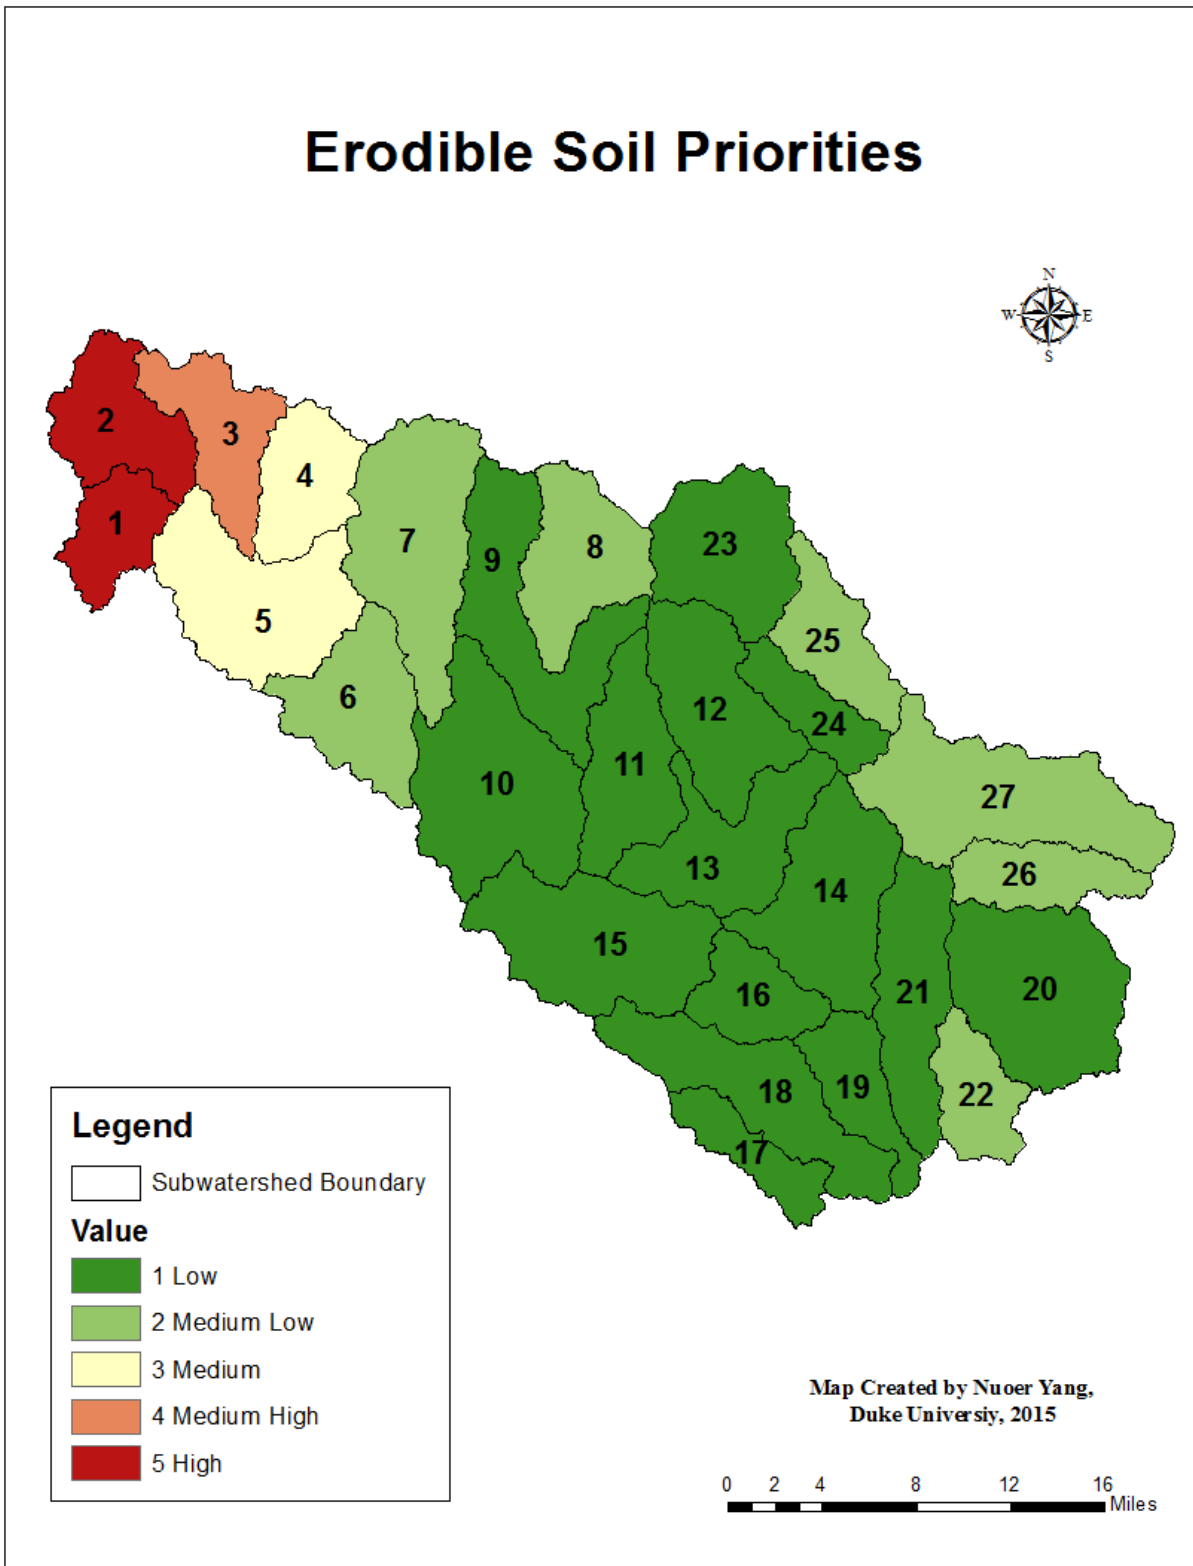 Erodible Soil Priorities
N
W E
S
2
3
4
1
7
9
8
23
5
25
6
12
24
11
10
27
13
26
14
15
16
21
20
18
19
22
17
Legend
Subwatershed Boundary
Value
1 Low
2 Medium Low
3 Medium
4 Medium High
5 High
Map Created by Nuoer Yang,
Duke Universiy, 2015
0 2 4 8 12 16
Miles